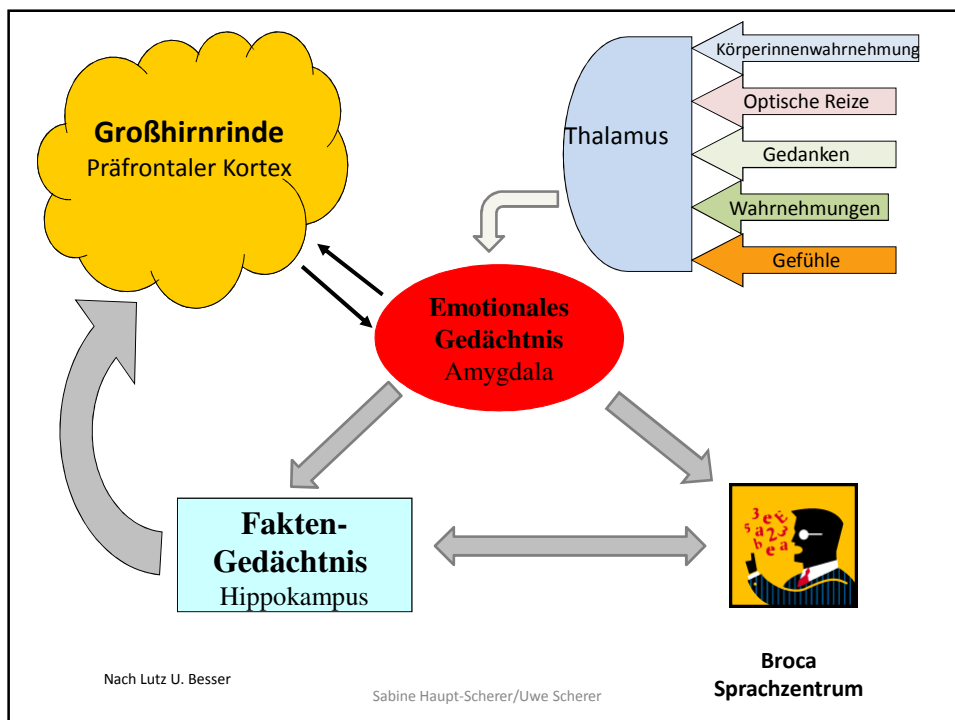 Großhirnrinde
Präfrontaler Kortex
Thalamus
Körperinnenwahrnehmung
Optische Reize
Gedanken
Wahrnehmungen
Gefühle
Emotionales
Gedächtnis
Amygdala
Fakten-
Gedächtnis
Hippokampus
Broca
Sprachzentrum
Nach Lutz U. Besser
Sabine Haupt-Scherer/Uwe Scherer